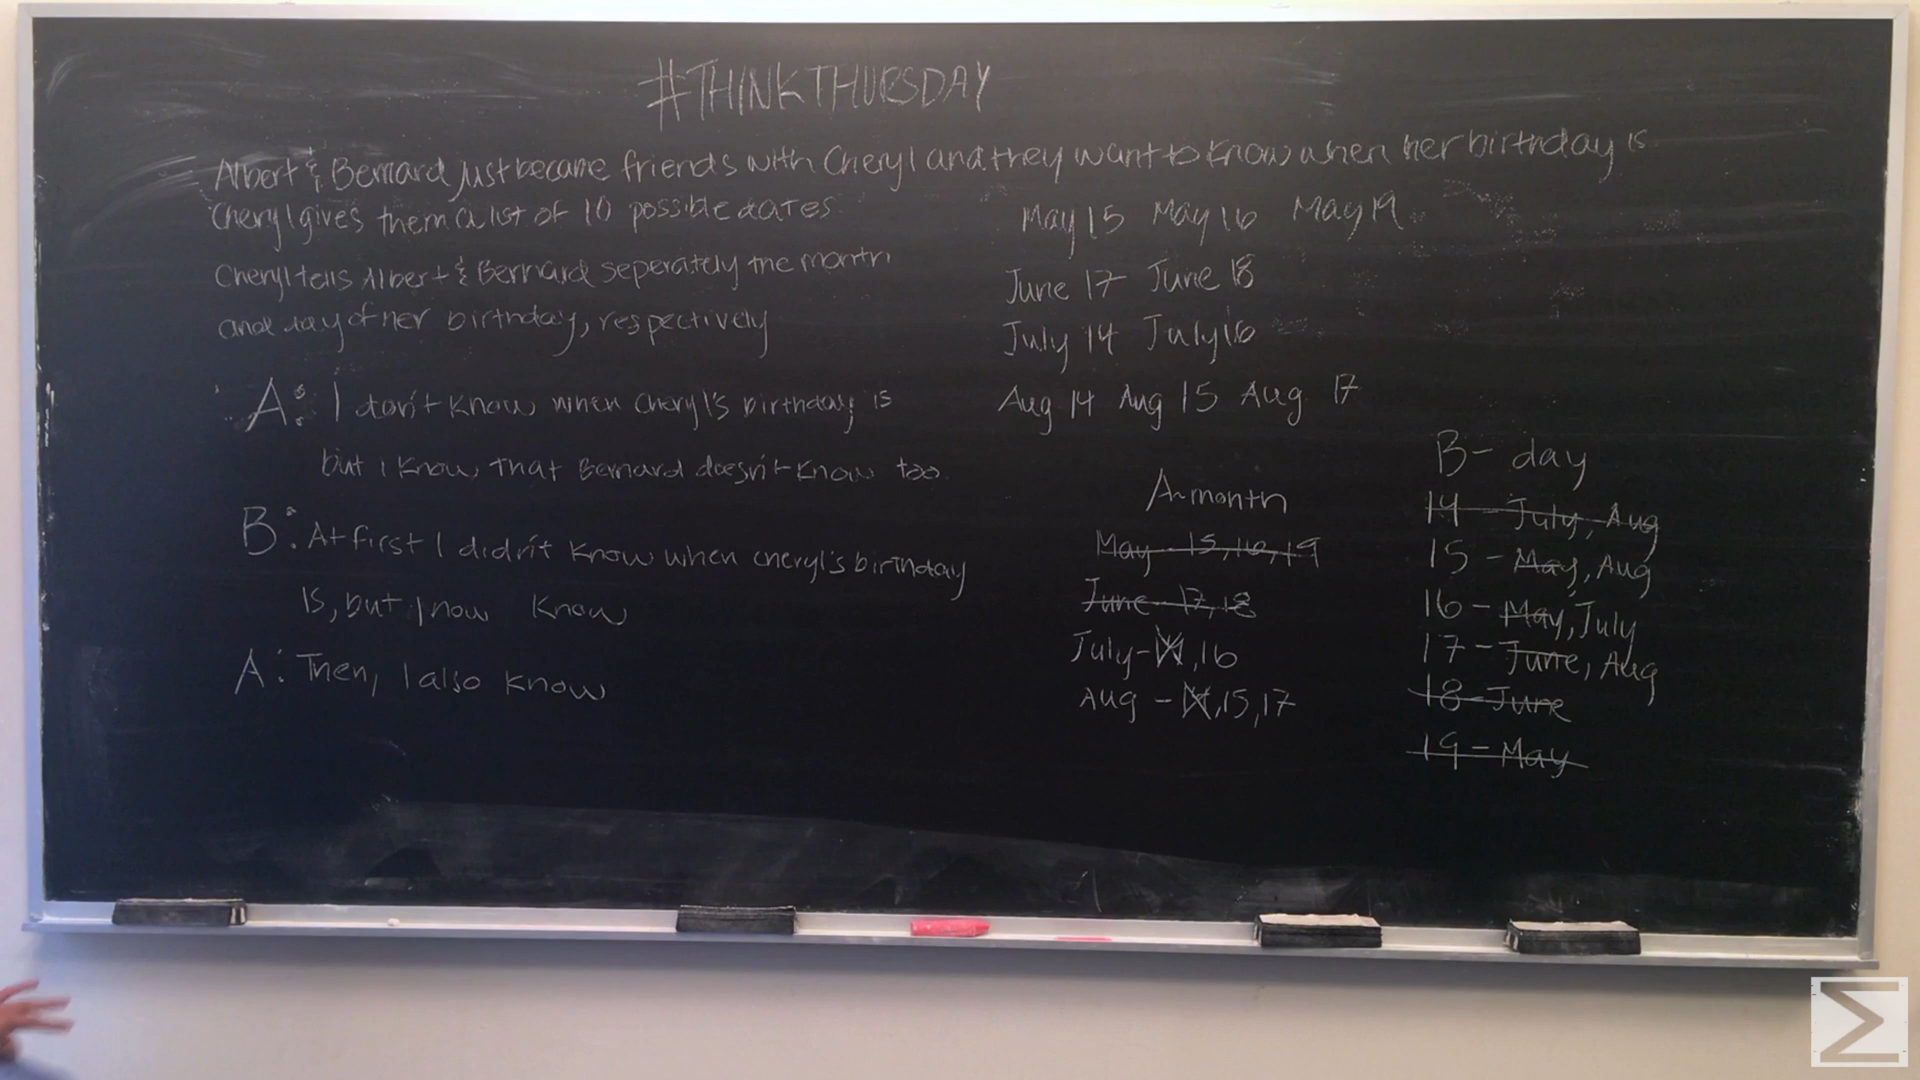 #THINKTHURSDAY
Albert & Bernard just became friends with Cheryl and they want to know when her birthday is.
Cheryl gives them a list of 10 possible dates.
May 15 May 16 May 19
Cheryl tells Albert & Bernard seperately the month
and day of her birthday, respectively
June 17 June 18
July 14 July 16
A: I don't know when Cheryl's birthday is
but I know that Bernard doesn't know too.
Aug 14 Aug 15 Aug 17
B: At first I didn't know when cheryl's birthday
Is, but I now know
A: Then, I also know
A-month
May - 15, 16, 19
June - 17, 18
July - 14, 16
Aug - 14, 15, 17
B- day
14 - July, Aug
15 - May, Aug
16 - May, July
17 - June, Aug
18 - June
19 - May
Σ